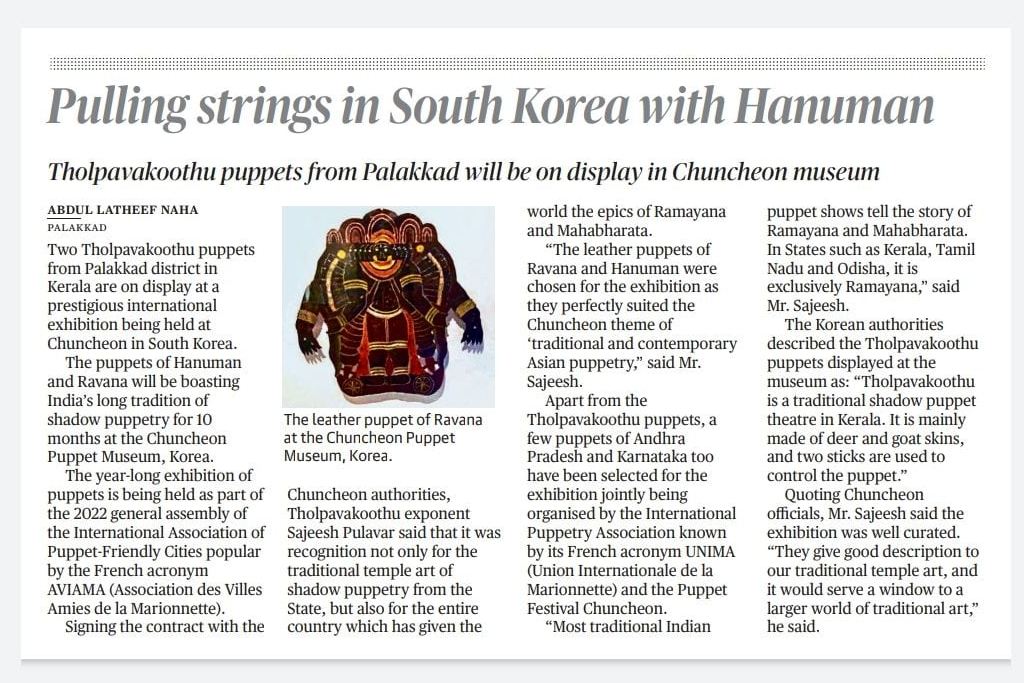 Pulling strings in South Korea with Hanuman
Tholpavakoothu puppets from Palakkad will be on display in Chuncheon museum
ABDUL LATHEEF NAHA
PALAKKAD
Two Tholpavakoothu puppets
from Palakkad district in
Kerala are on display at a
prestigious international
exhibition being held at
Chuncheon in South Korea.
The puppets of Hanuman
and Ravana will be boasting
India's long tradition of
shadow puppetry for 10
months at the Chuncheon
Puppet Museum, Korea.
The year-long exhibition of
puppets is being held as part of
the 2022 general assembly of
the International Association of
Puppet-Friendly Cities popular
by the French acronym
AVIAMA (Association des Villes
Amies de la Marionnette).
Signing the contract with the
The leather puppet of Ravana
at the Chuncheon Puppet
Museum, Korea.
Chuncheon authorities,
Tholpavakoothu exponent
Sajeesh Pulavar said that it was
recognition not only for the
traditional temple art of
shadow puppetry from the
State, but also for the entire
country which has given the
world the epics of Ramayana
and Mahabharata.
“The leather puppets of
Ravana and Hanuman were
chosen for the exhibition as
they perfectly suited the
Chuncheon theme of
‘traditional and contemporary
Asian puppetry,” said Mr.
Sajeesh.
Apart from the
Tholpavakoothu puppets, a
few puppets of Andhra
Pradesh and Karnataka too
have been selected for the
exhibition jointly being
organised by the International
Puppetry Association known
by its French acronym UNIMA
(Union Internationale de la
Marionnette) and the Puppet
Festival Chuncheon.
“Most traditional Indian
puppet shows tell the story of
Ramayana and Mahabharata.
In States such as Kerala, Tamil
Nadu and Odisha, it is
exclusively Ramayana,” said
Mr. Sajeesh.
The Korean authorities
described the Tholpavakoothu
puppets displayed at the
museum as: “Tholpavakoothu
is a traditional shadow puppet
theatre in Kerala. It is mainly
made of deer and goat skins,
and two sticks are used to
control the puppet.”
Quoting Chuncheon
officials, Mr. Sajeesh said the
exhibition was well curated.
“They give good description to
our traditional temple art, and
it would serve a window to a
larger world of traditional art,”
he said.